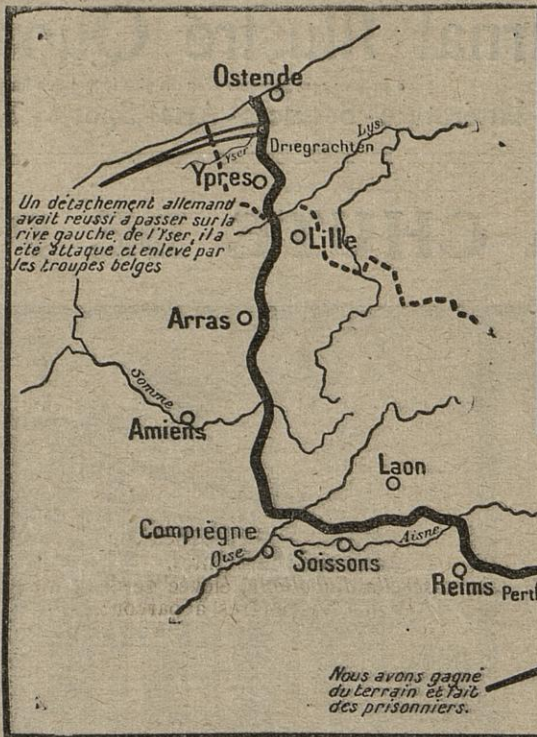 Ostende
Lys
Yser
Driegrachten
Ypres
Un détachement allemand
avait réussi à passer sur la
rive gauche de l'Yser, il a
été attaqué et enlevé par
les troupes belges
Lille
Arras
Somme
Amiens
Laon
Compiègne
Oise
Soissons
Aisne
Reims
Perth
Nous avons gagné
du terrain et fait
des prisonniers.